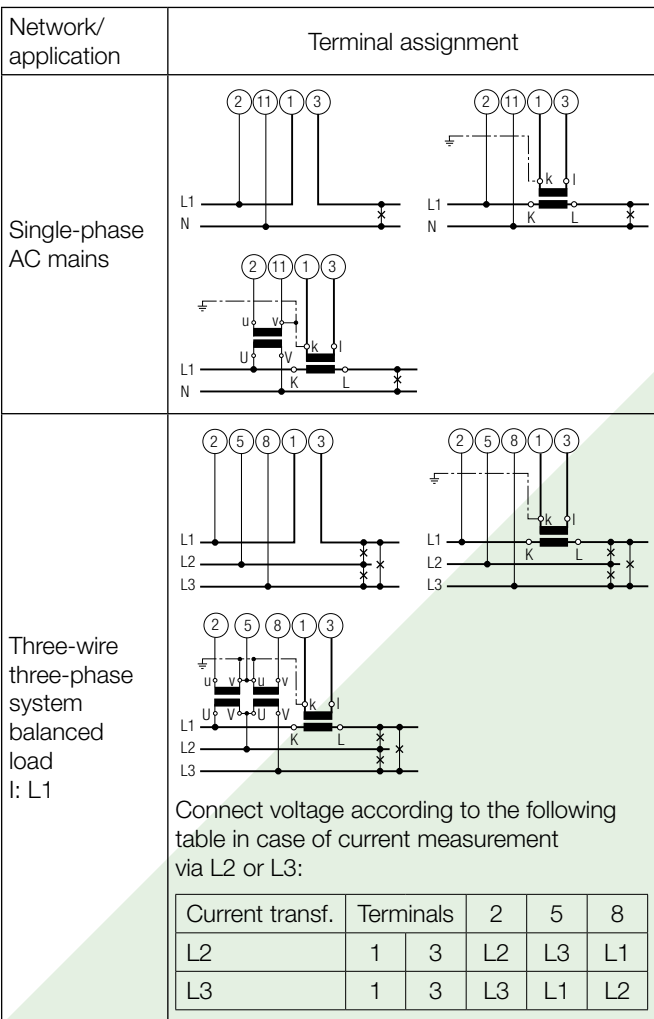 Network/
application
Terminal assignment
Single-phase
AC mains
2 11 1 3
L1
N
2 11 1 3
k l
L1
K L
N
2 11 1 3
u v
k l
U V
L1
K L
N
Three-wire
three-phase
system
balanced
load
I: L1
2 5 8 1 3
L1
L2
L3
2 5 8 1 3
k l
L1
K L
L2
L3
2 5 8 1 3
u v u v
k l
U V U V
L1
K L
L2
L3
Connect voltage according to the following
table in case of current measurement
via L2 or L3:
Current transf. Terminals 2 5 8
L2 1 3 L2 L3 L1
L3 1 3 L3 L1 L2